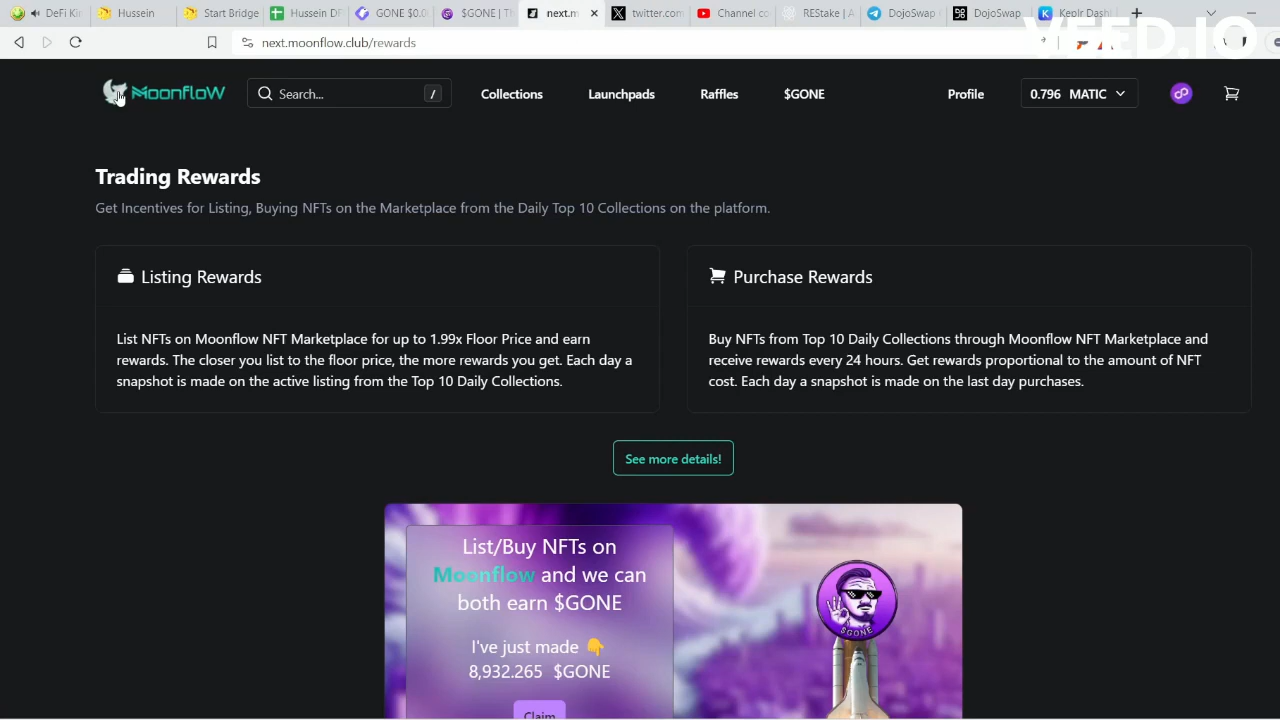 DeFi Kin
Hussein
Start Bridge
Hussein DF
GONE $0.0
$GONE | Th
next.m
twitter.com
Channel co
REStake | A
DojoSwap
DojoSwap
Keplr Dash
VEED.IO
next.moonflow.club/rewards
MoonfloW
Search...
/
Collections
Launchpads
Raffles
$GONE
Profile
0.796 MATIC
Trading Rewards
Get Incentives for Listing, Buying NFTs on the Marketplace from the Daily Top 10 Collections on the platform.
Listing Rewards
List NFTs on Moonflow NFT Marketplace for up to 1.99x Floor Price and earn
rewards. The closer you list to the floor price, the more rewards you get. Each day a
snapshot is made on the active listing from the Top 10 Daily Collections.
Purchase Rewards
Buy NFTs from Top 10 Daily Collections through Moonflow NFT Marketplace and
receive rewards every 24 hours. Get rewards proportional to the amount of NFT
cost. Each day a snapshot is made on the last day purchases.
See more details!
List/Buy NFTs on
Moonflow and we can
both earn $GONE
I've just made 👇
8,932.265 $GONE
Claim
$GONE